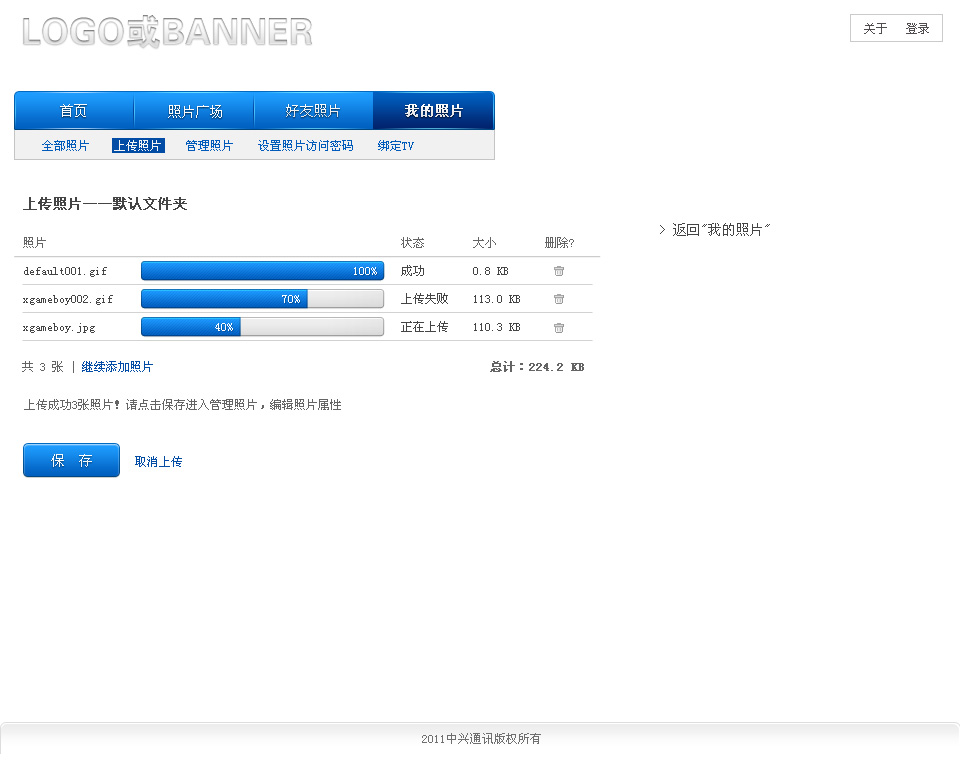 LOGO或BANNER
关于 登录
首页 照片广场 好友照片 我的照片
全部照片 上传照片 管理照片 设置照片访问密码 绑定TV
上传照片——默认文件夹
> 返回"我的照片"
照片 状态 大小 删除?
default001.gif 100% 成功 0.8 KB
xgameboy002.gif 70% 上传失败 113.0 KB
xgameboy.jpg 40% 正在上传 110.3 KB
共 3 张 | 继续添加照片 总计：224.2 KB
上传成功3张照片！请点击保存进入管理照片，编辑照片属性
保 存 取消上传
2011中兴通讯版权所有